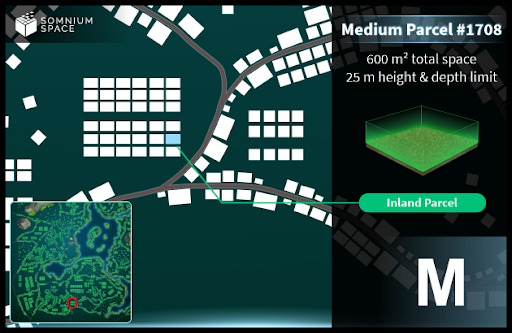 SOMNIUM
SPACE
Medium Parcel #1708
600 m² total space
25 m height & depth limit
Inland Parcel
M